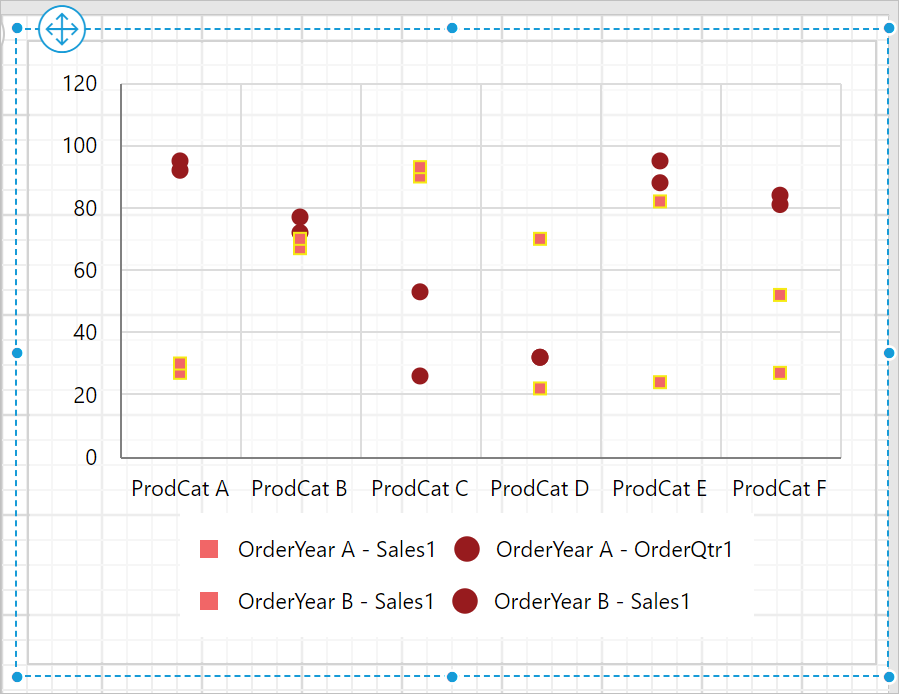 120
100
80
60
40
20
0
ProdCat A ProdCat B ProdCat C ProdCat D ProdCat E ProdCat F
OrderYear A - Sales1 OrderYear A - OrderQtr1
OrderYear B - Sales1 OrderYear B - Sales1